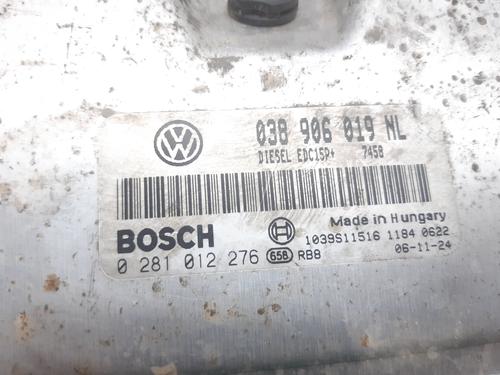 038 906 019 NL
DIESEL EDC15P+ 7458
Made in Hungary
BOSCH
1039S11516 1184 0622
0 281 012 276 658 RB8 06-11-24